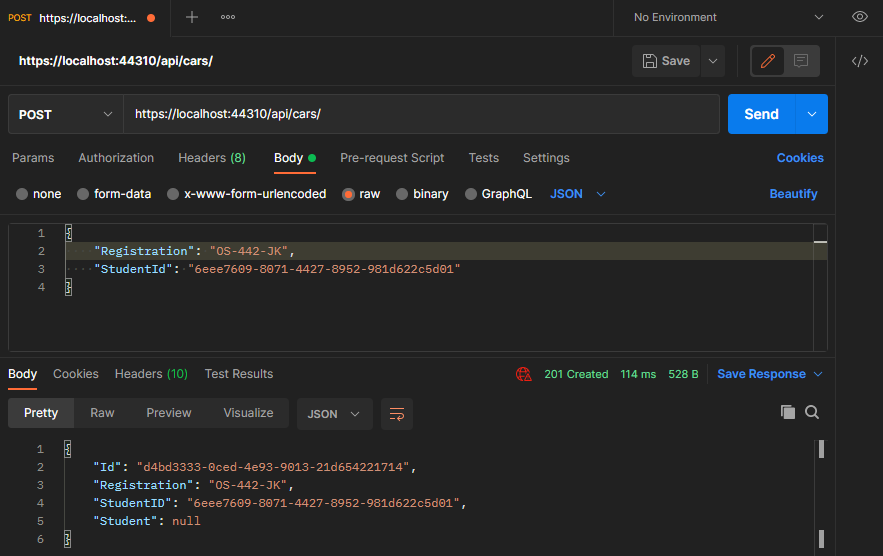 POST https://localhost:...
No Environment
https://localhost:44310/api/cars/
Save
POST https://localhost:44310/api/cars/ Send
Params Authorization Headers (8) Body Pre-request Script Tests Settings Cookies
none form-data x-www-form-urlencoded raw binary GraphQL JSON Beautify
1 {
2 "Registration": "OS-442-JK",
3 "StudentId": "6eee7609-8071-4427-8952-981d622c5d01"
4 }
Body Cookies Headers (10) Test Results 201 Created 114 ms 528 B Save Response
Pretty Raw Preview Visualize JSON
1 {
2 "Id": "d4bd3333-0ced-4e93-9013-21d654221714",
3 "Registration": "OS-442-JK",
4 "StudentID": "6eee7609-8071-4427-8952-981d622c5d01",
5 "Student": null
6 }